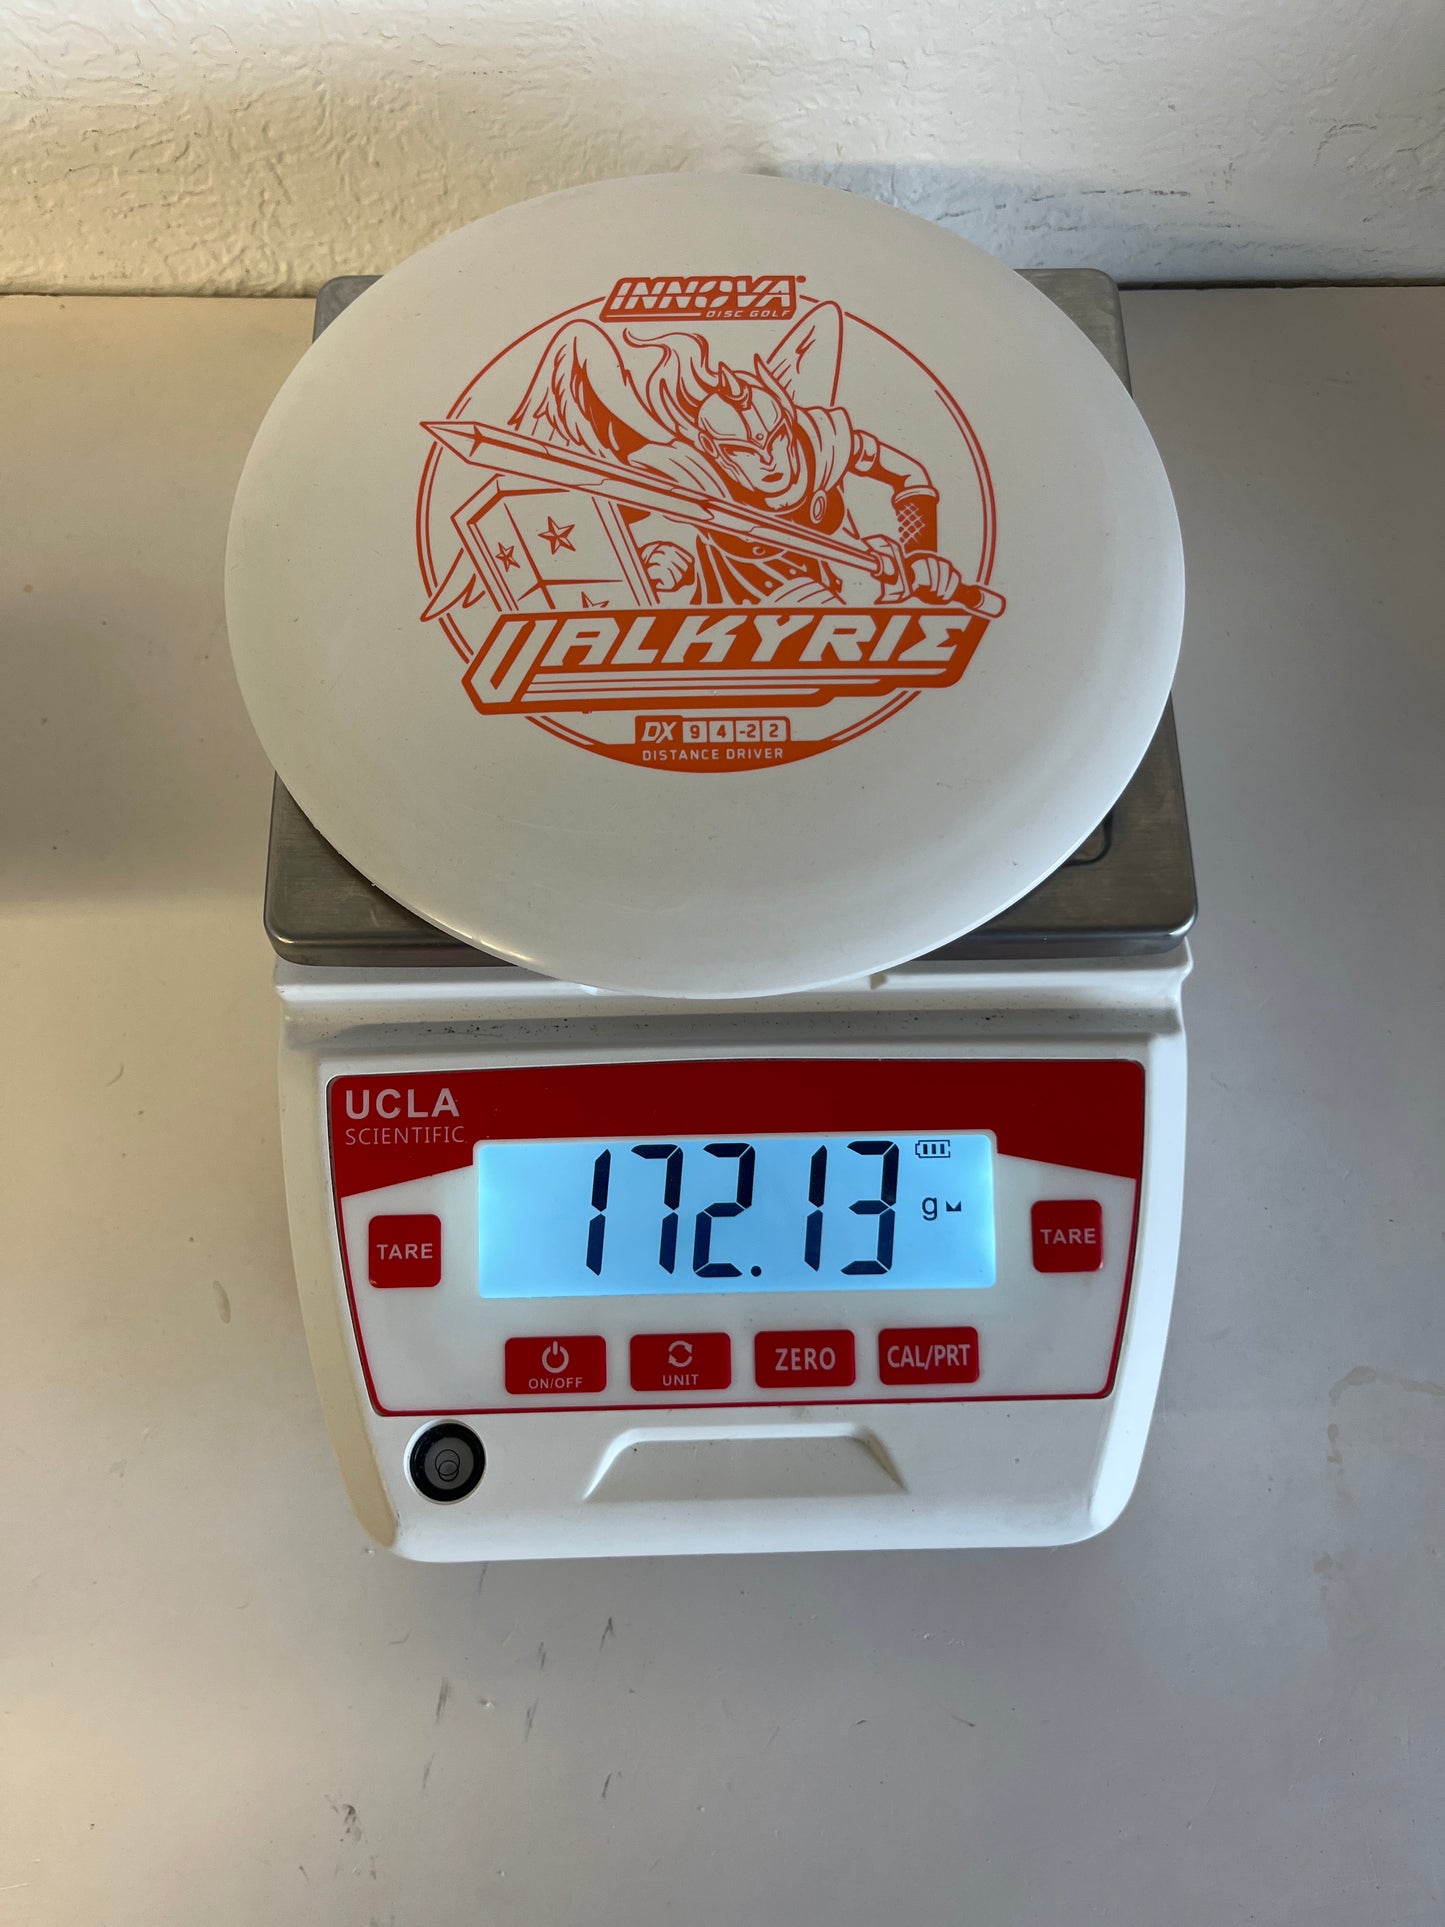 INNOVA®
DISC GOLF
VALKYRIE
DX 9 4 -2 2
DISTANCE DRIVER
UCLA
SCIENTIFIC
172.13 g
TARE
TARE
ON/OFF
UNIT
ZERO
CAL/PRT